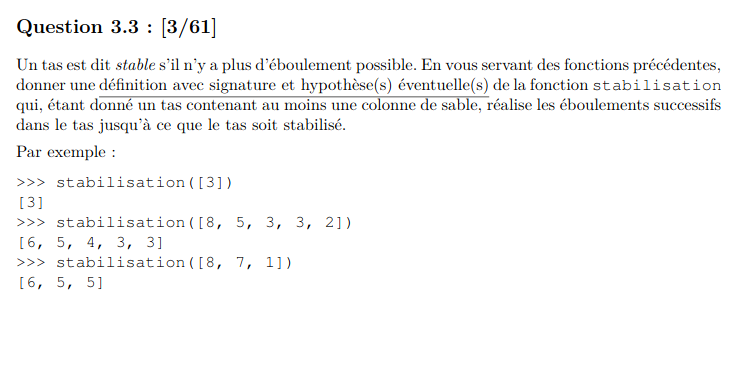 Question 3.3 : [3/61]
Un tas est dit stable s'il n'y a plus d'éboulement possible. En vous servant des fonctions précédentes,
donner une définition avec signature et hypothèse(s) éventuelle(s) de la fonction stabilisation
qui, étant donné un tas contenant au moins une colonne de sable, réalise les éboulements successifs
dans le tas jusqu'à ce que le tas soit stabilisé.
Par exemple :
>>> stabilisation([3])
[3]
>>> stabilisation([8, 5, 3, 3, 2])
[6, 5, 4, 3, 3]
>>> stabilisation([8, 7, 1])
[6, 5, 5]